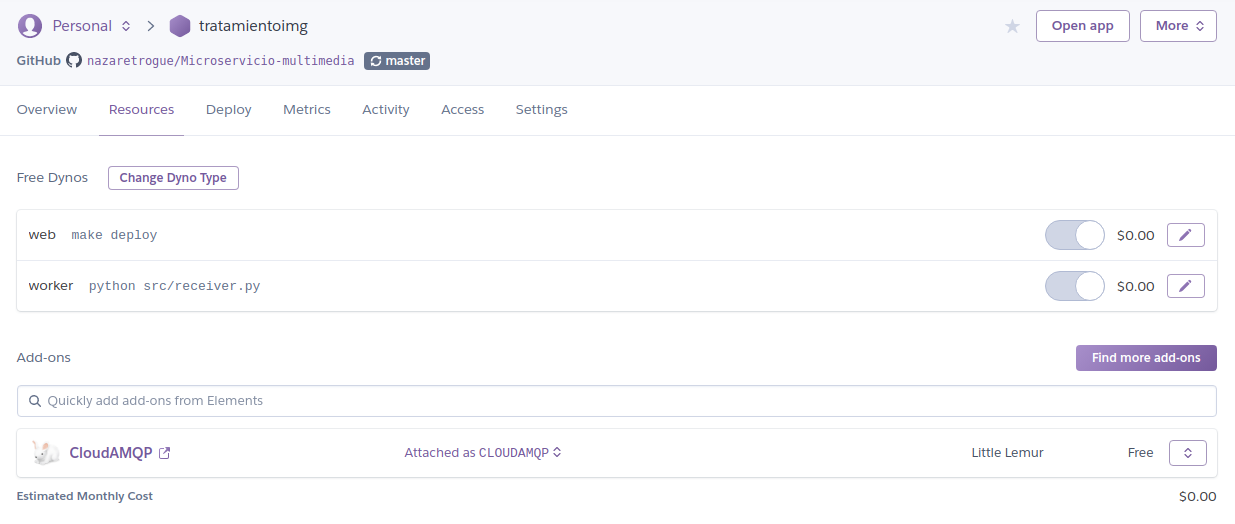 Personal tratamientoimg Open app More
GitHub nazaretrogue/Microservicio-multimedia master
Overview Resources Deploy Metrics Activity Access Settings
Free Dynos Change Dyno Type
web make deploy $0.00
worker python src/receiver.py $0.00
Add-ons Find more add-ons
Quickly add add-ons from Elements
CloudAMQP Attached as CLOUDAMQP Little Lemur Free
Estimated Monthly Cost $0.00